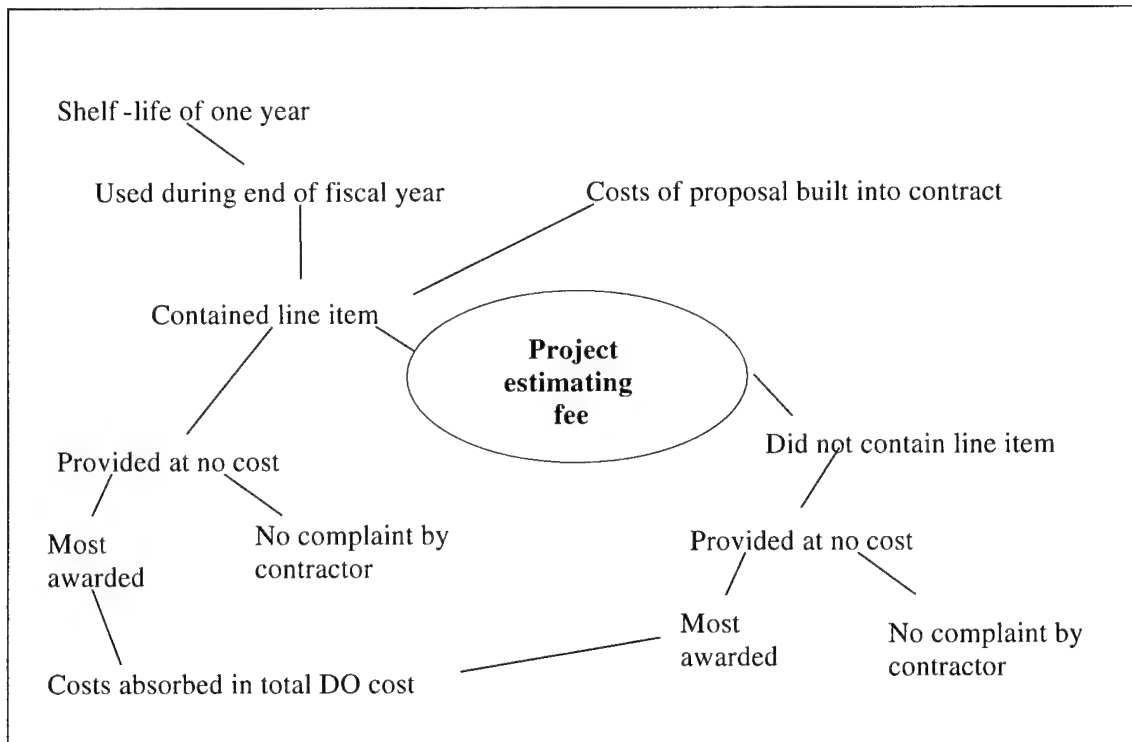 Shelf-life of one year
Used during end of fiscal year
Costs of proposal built into contract
Contained line item
Project
estimating
fee
Did not contain line item
Provided at no cost
Most
awarded
No complaint by
contractor
Provided at no cost
Most
awarded
No complaint by
contractor
Costs absorbed in total DO cost